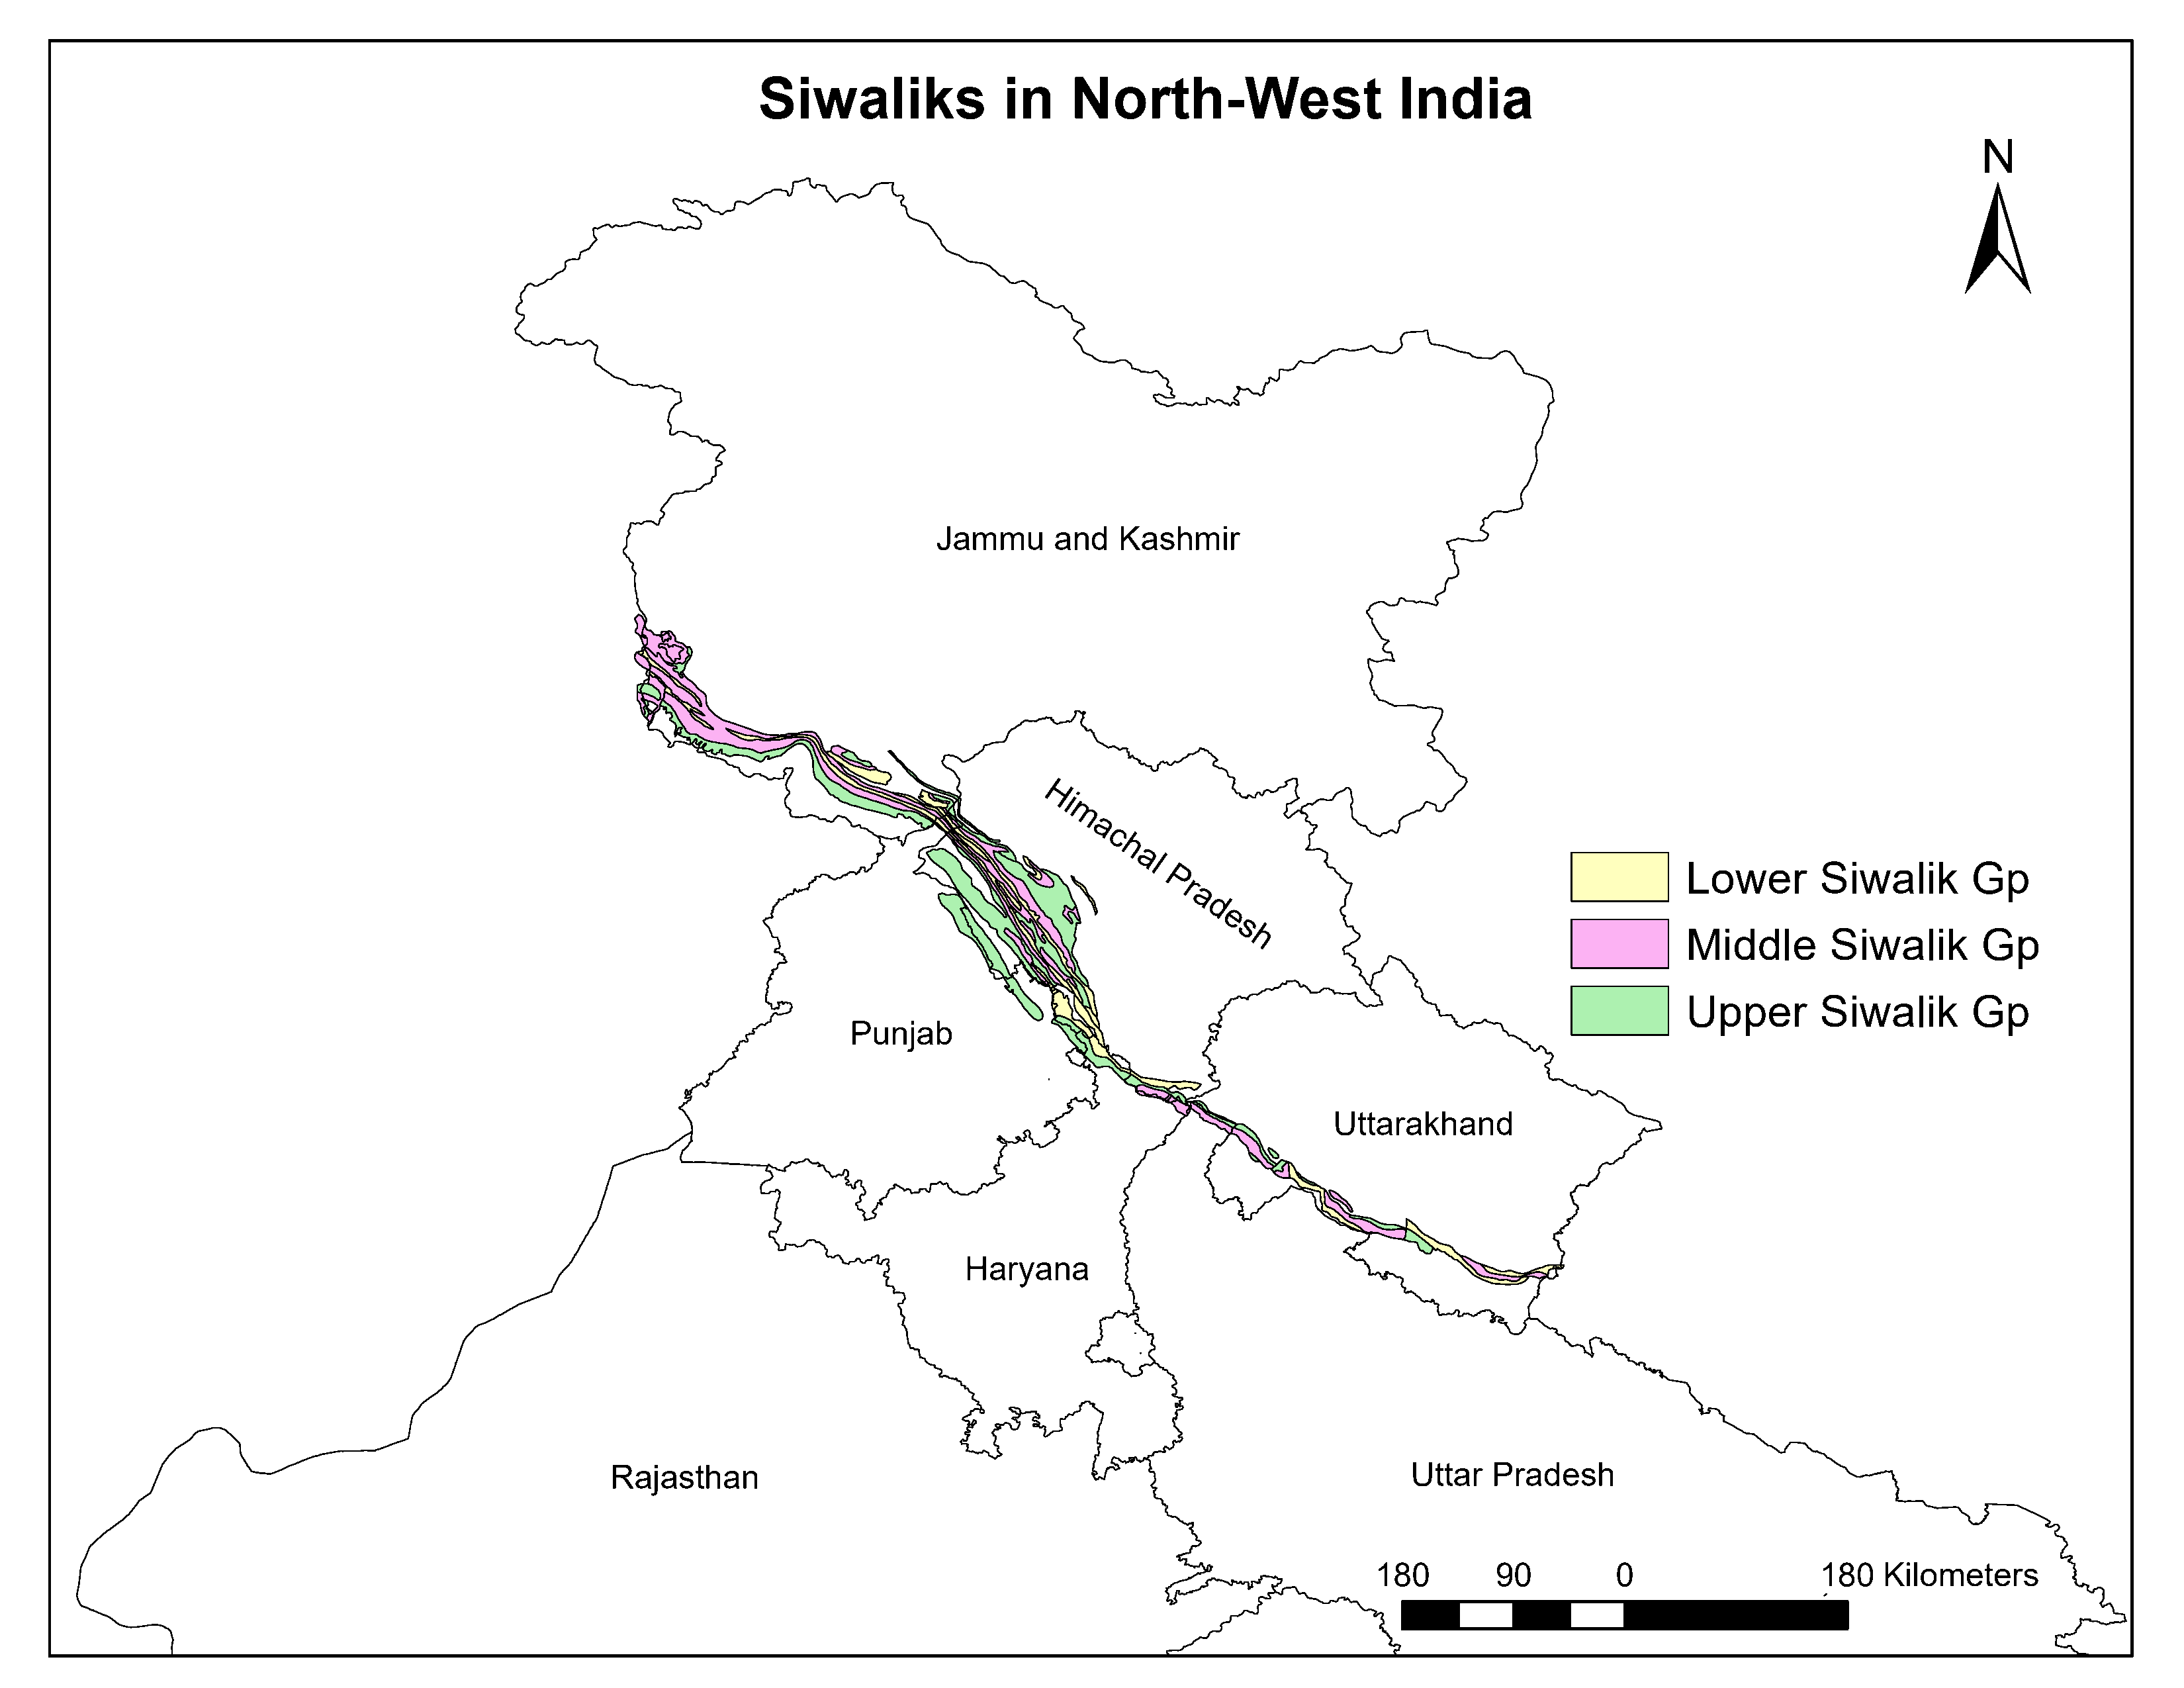 Siwaliks in North-West India
N
Jammu and Kashmir
Himachal Pradesh
Lower Siwalik Gp
Middle Siwalik Gp
Upper Siwalik Gp
Punjab
Uttarakhand
Haryana
Rajasthan
Uttar Pradesh
180 90 0 180 Kilometers